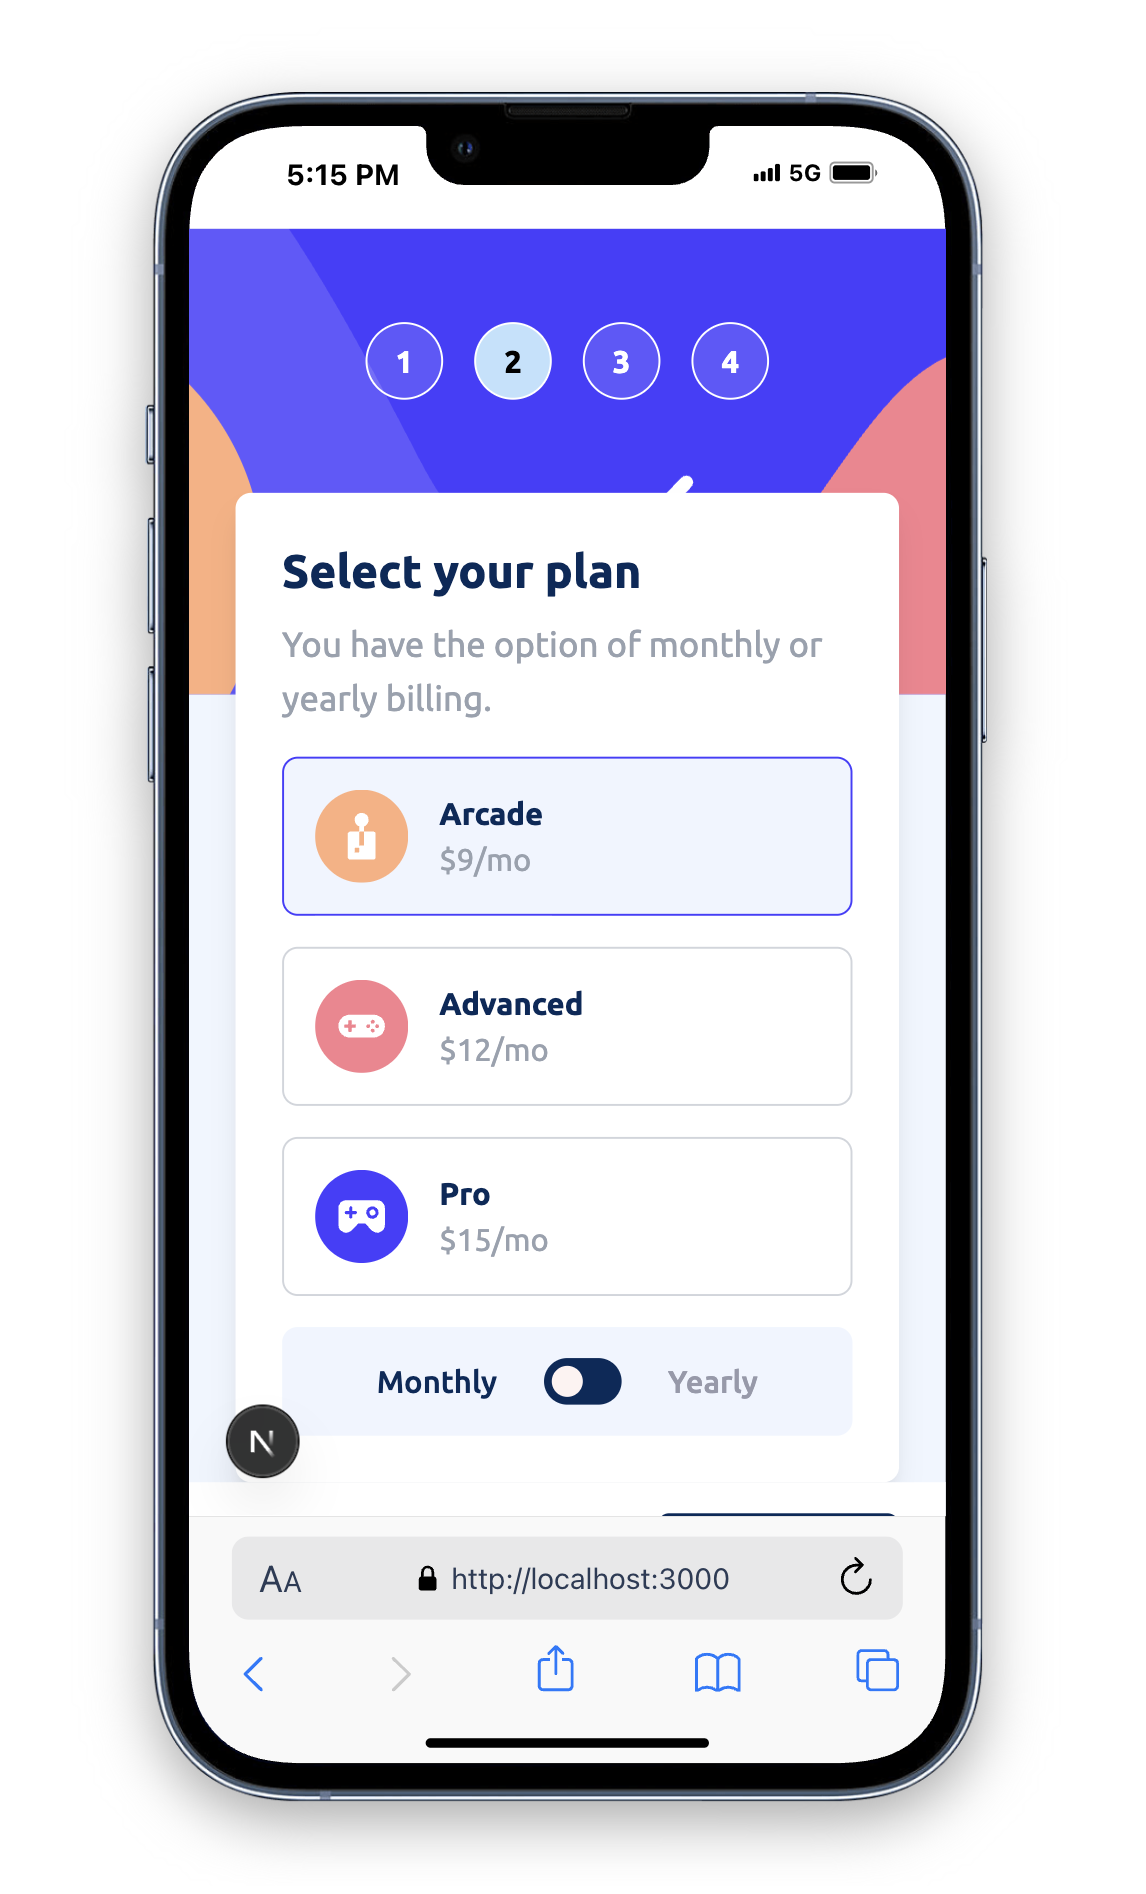 5:15 PM 5G
1 2 3 4
Select your plan
You have the option of monthly or
yearly billing.
Arcade
$9/mo
Advanced
$12/mo
Pro
$15/mo
Monthly Yearly
N
AA http://localhost:3000